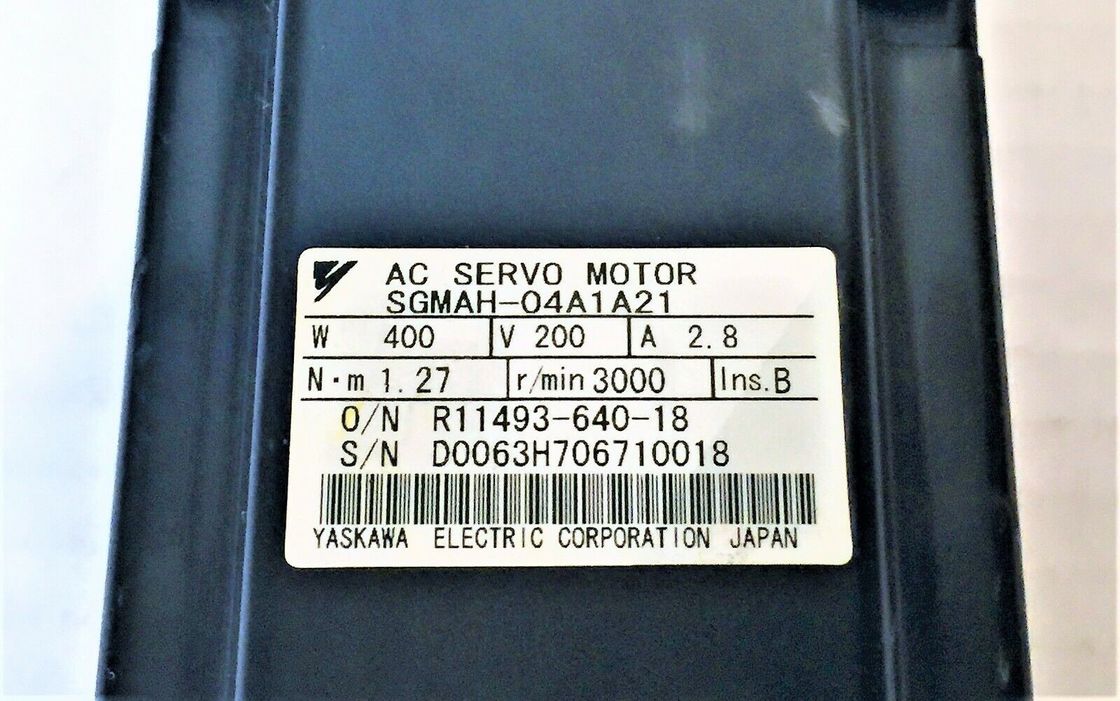 AC SERVO MOTOR
SGMAH-04A1A21
W 400 V 200 A 2.8
N·m 1.27 r/min 3000 Ins. B
O/N R11493-640-18
S/N D0063H706710018
YASKAWA ELECTRIC CORPORATION JAPAN